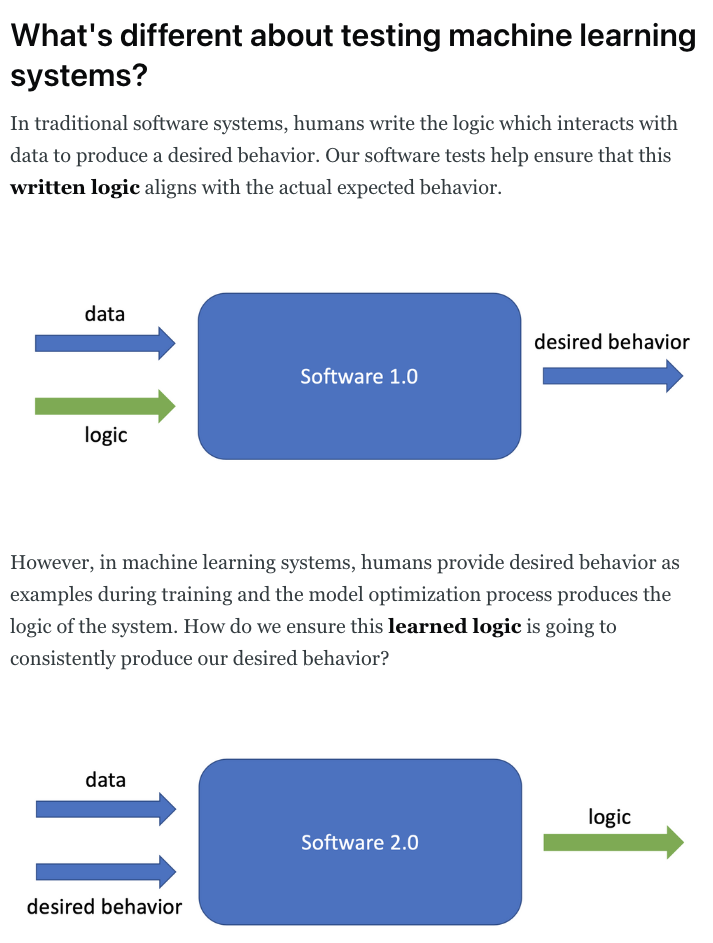 What's different about testing machine learning
systems?
In traditional software systems, humans write the logic which interacts with
data to produce a desired behavior. Our software tests help ensure that this
written logic aligns with the actual expected behavior.
data
desired behavior
Software 1.0
logic
However, in machine learning systems, humans provide desired behavior as
examples during training and the model optimization process produces the
logic of the system. How do we ensure this learned logic is going to
consistently produce our desired behavior?
data
logic
Software 2.0
desired behavior